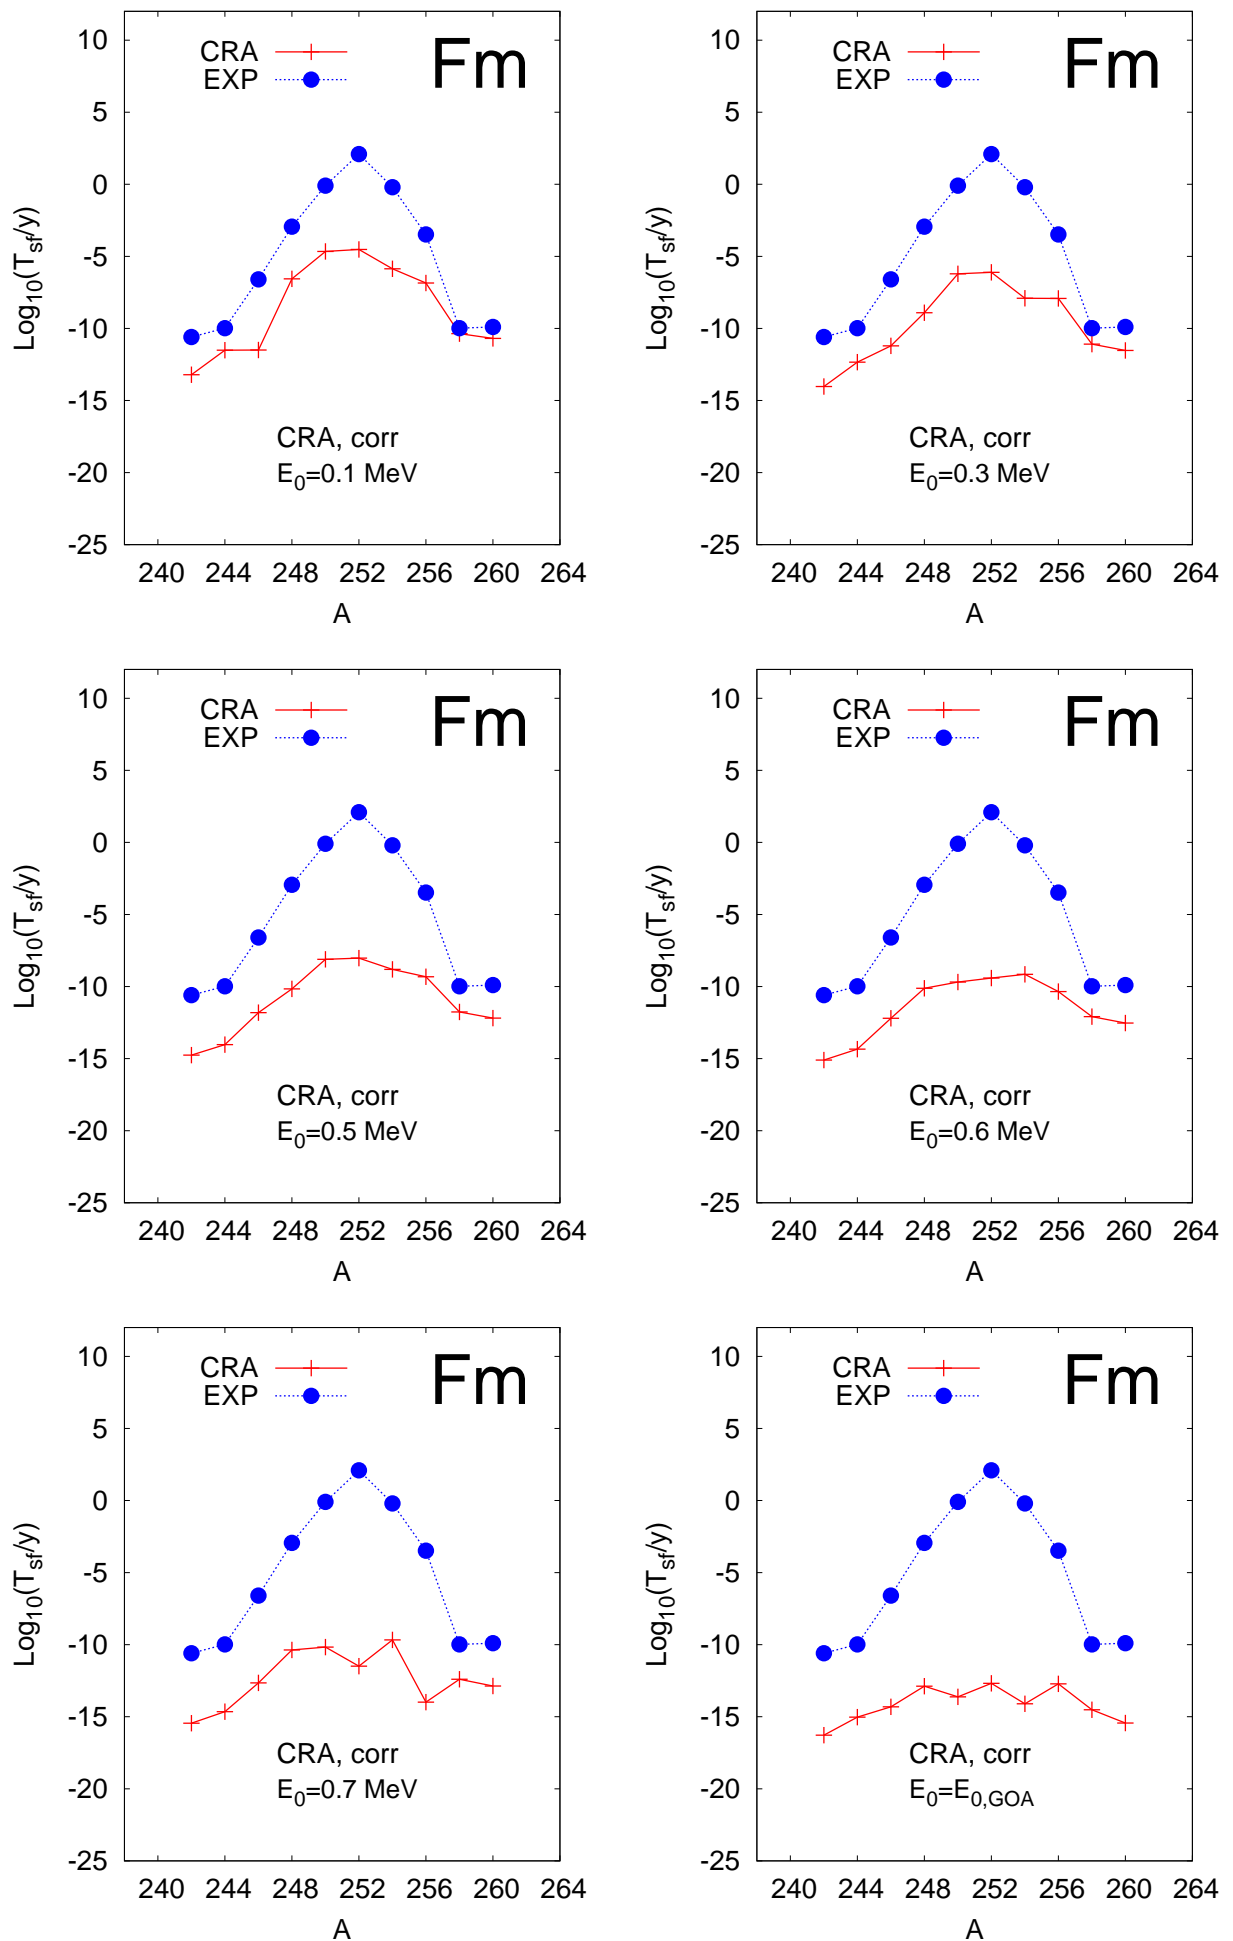 CRA
EXP
Fm
Log10(Tsf/y)
10
5
0
-5
-10
-15
-20
-25
CRA, corr
E0=0.1 MeV
240 244 248 252 256 260 264
A
CRA
EXP
Fm
Log10(Tsf/y)
10
5
0
-5
-10
-15
-20
-25
CRA, corr
E0=0.3 MeV
240 244 248 252 256 260 264
A
CRA
EXP
Fm
Log10(Tsf/y)
10
5
0
-5
-10
-15
-20
-25
CRA, corr
E0=0.5 MeV
240 244 248 252 256 260 264
A
CRA
EXP
Fm
Log10(Tsf/y)
10
5
0
-5
-10
-15
-20
-25
CRA, corr
E0=0.6 MeV
240 244 248 252 256 260 264
A
CRA
EXP
Fm
Log10(Tsf/y)
10
5
0
-5
-10
-15
-20
-25
CRA, corr
E0=0.7 MeV
240 244 248 252 256 260 264
A
CRA
EXP
Fm
Log10(Tsf/y)
10
5
0
-5
-10
-15
-20
-25
CRA, corr
E0=E0,GOA
240 244 248 252 256 260 264
A